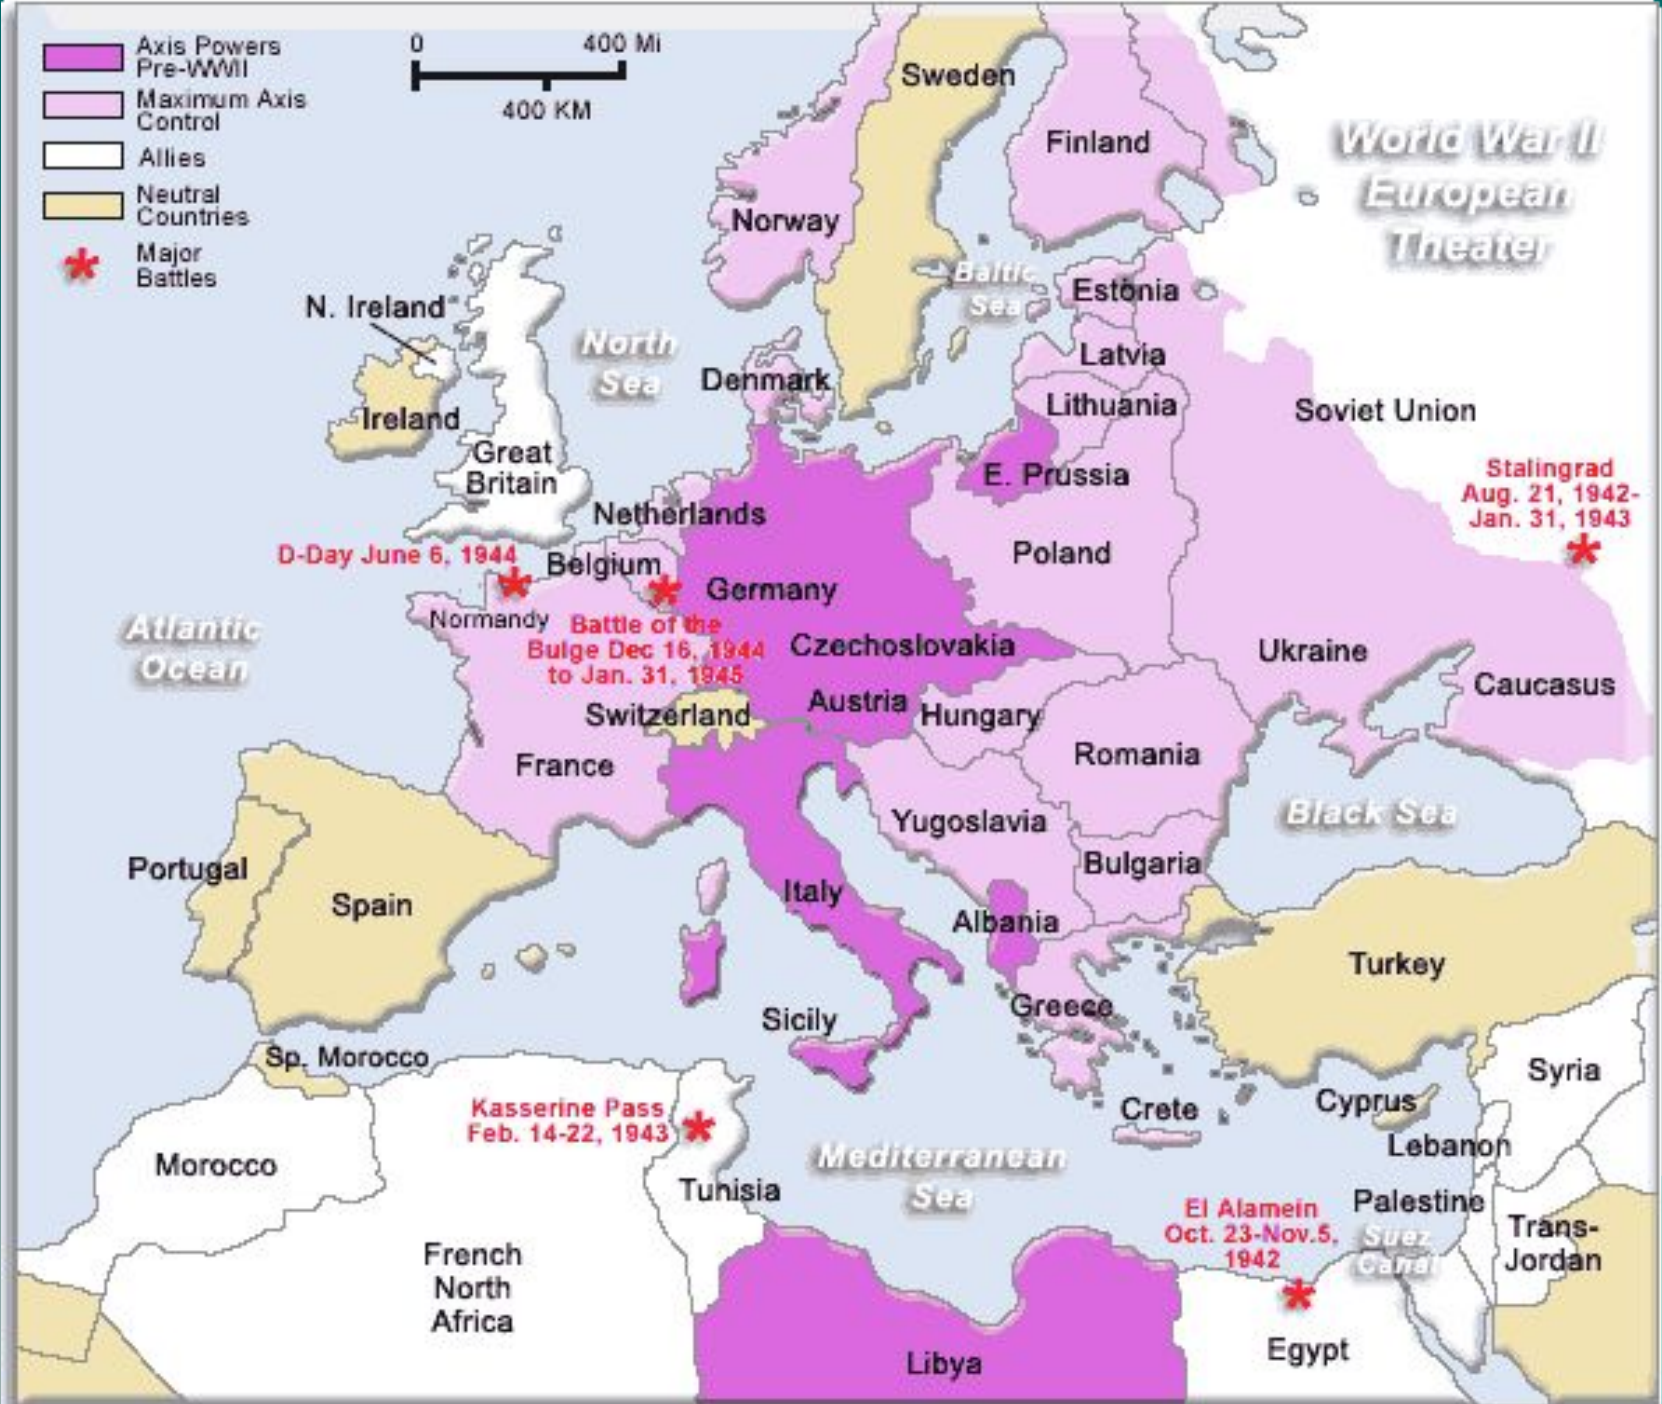 Axis Powers
Pre-WWII
Maximum Axis
Control
Allies
Neutral
Countries
Major
Battles
0 400 Mi
400 KM
World War II
European
Theater
Sweden
Finland
Norway
Baltic
Sea
Estonia
N. Ireland
North
Sea
Latvia
Denmark
Lithuania
Ireland
Soviet Union
Great
Britain
E. Prussia
Stalingrad
Aug. 21, 1942-
Jan. 31, 1943
Netherlands
D-Day June 6, 1944
Belgium
Poland
Germany
Normandy
Battle of the
Bulge Dec 16, 1944
to Jan. 31, 1945
Atlantic
Ocean
Czechoslovakia
Ukraine
Caucasus
Austria
Hungary
Switzerland
France
Romania
Yugoslavia
Black Sea
Bulgaria
Portugal
Spain
Italy
Albania
Turkey
Greece
Sicily
Sp. Morocco
Syria
Cyprus
Crete
Kasserine Pass
Feb. 14-22, 1943
Lebanon
Morocco
Mediterranean
Sea
Tunisia
Palestine
El Alamein
Oct. 23-Nov.5,
1942
Suez
Canal
Trans-
Jordan
French
North
Africa
Egypt
Libya